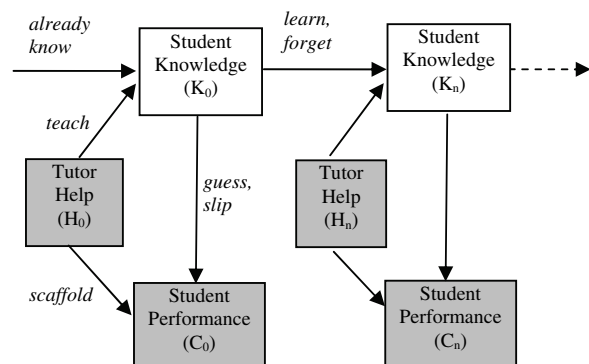 already
know
Student
Knowledge
(K0)
learn,
forget
Student
Knowledge
(Kn)
teach
Tutor
Help
(H0)
guess,
slip
Tutor
Help
(Hn)
scaffold
Student
Performance
(C0)
Student
Performance
(Cn)